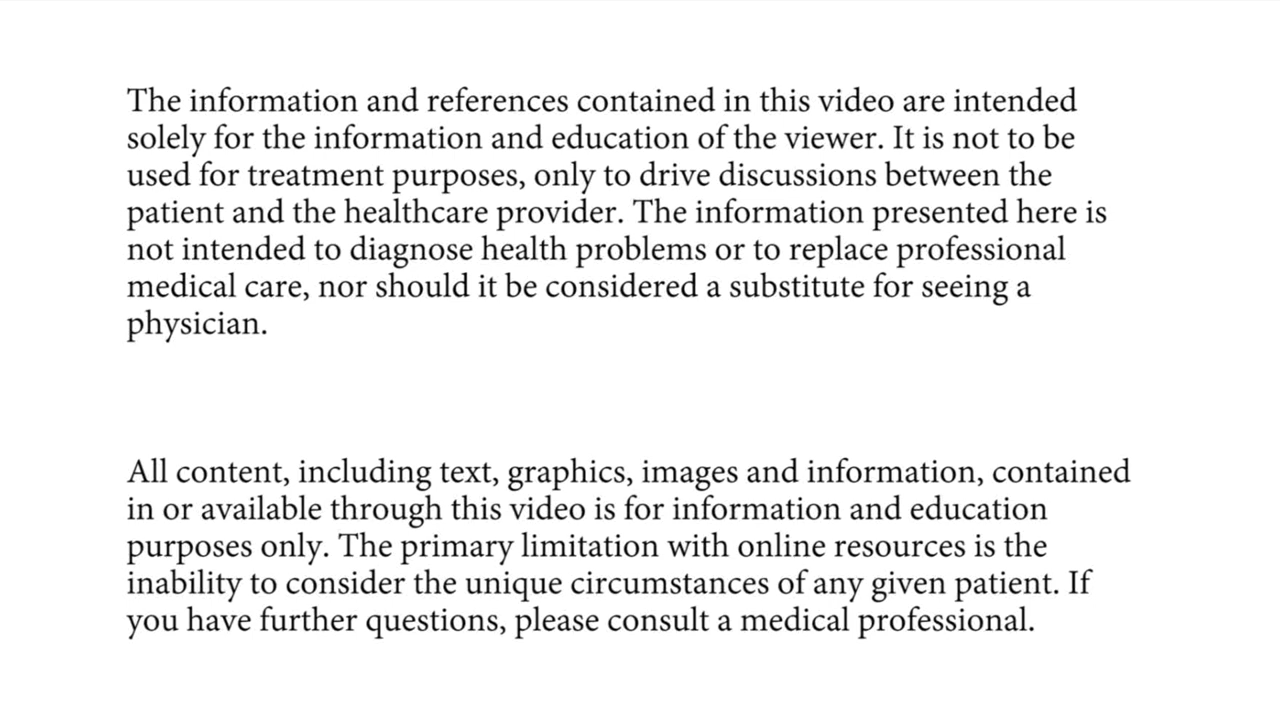 The information and references contained in this video are intended
solely for the information and education of the viewer. It is not to be
used for treatment purposes, only to drive discussions between the
patient and the healthcare provider. The information presented here is
not intended to diagnose health problems or to replace professional
medical care, nor should it be considered a substitute for seeing a
physician.
All content, including text, graphics, images and information, contained
in or available through this video is for information and education
purposes only. The primary limitation with online resources is the
inability to consider the unique circumstances of any given patient. If
you have further questions, please consult a medical professional.